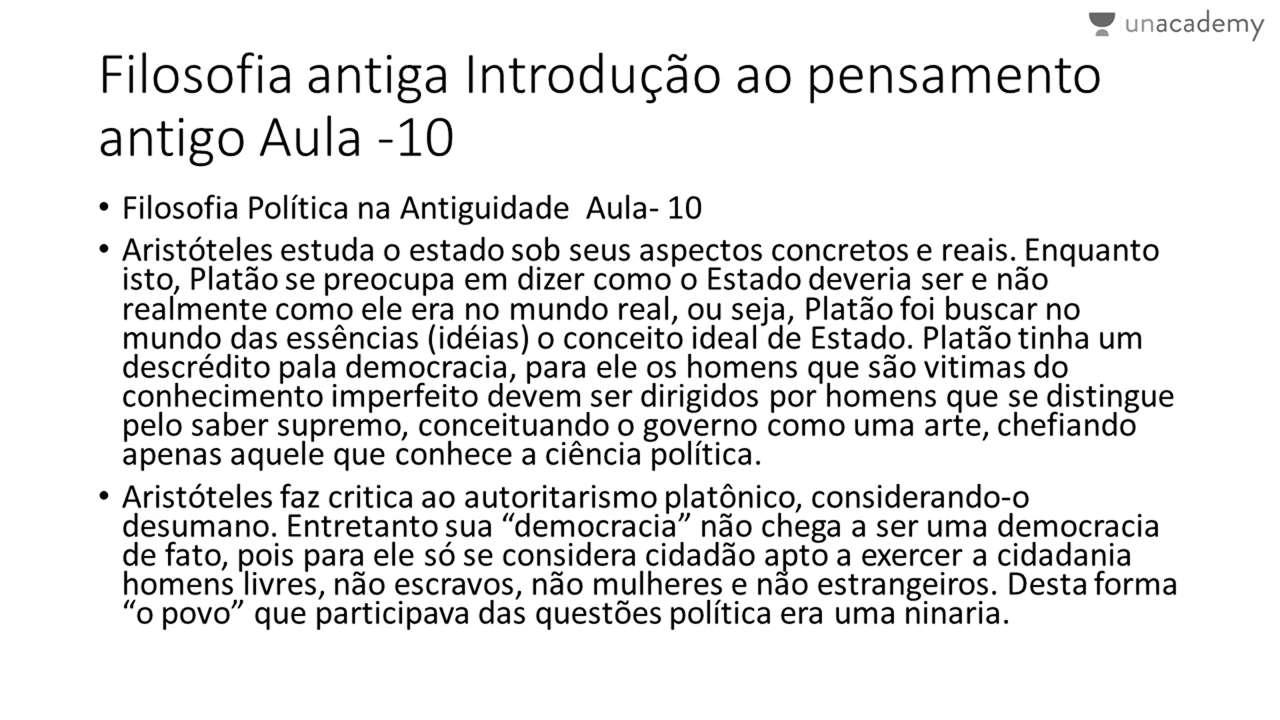 unacademy
Filosofia antiga Introdução ao pensamento
antigo Aula -10
• Filosofia Política na Antiguidade Aula- 10
• Aristóteles estuda o estado sob seus aspectos concretos e reais. Enquanto
isto, Platão se preocupa em dizer como o Estado deveria ser e não
realmente como ele era no mundo real, ou seja, Platão foi buscar no
mundo das essências (idéias) o conceito ideal de Estado. Platão tinha um
descrédito pala democracia, para ele os homens que são vitimas do
conhecimento imperfeito devem ser dirigidos por homens que se distingue
pelo saber supremo, conceituando o governo como uma arte, chefiando
apenas aquele que conhece a ciência política.
• Aristóteles faz critica ao autoritarismo platônico, considerando-o
desumano. Entretanto sua “democracia” não chega a ser uma democracia
de fato, pois para ele só se considera cidadão apto a exercer a cidadania
homens livres, não escravos, não mulheres e não estrangeiros. Desta forma
“o povo” que participava das questões política era uma ninaria.